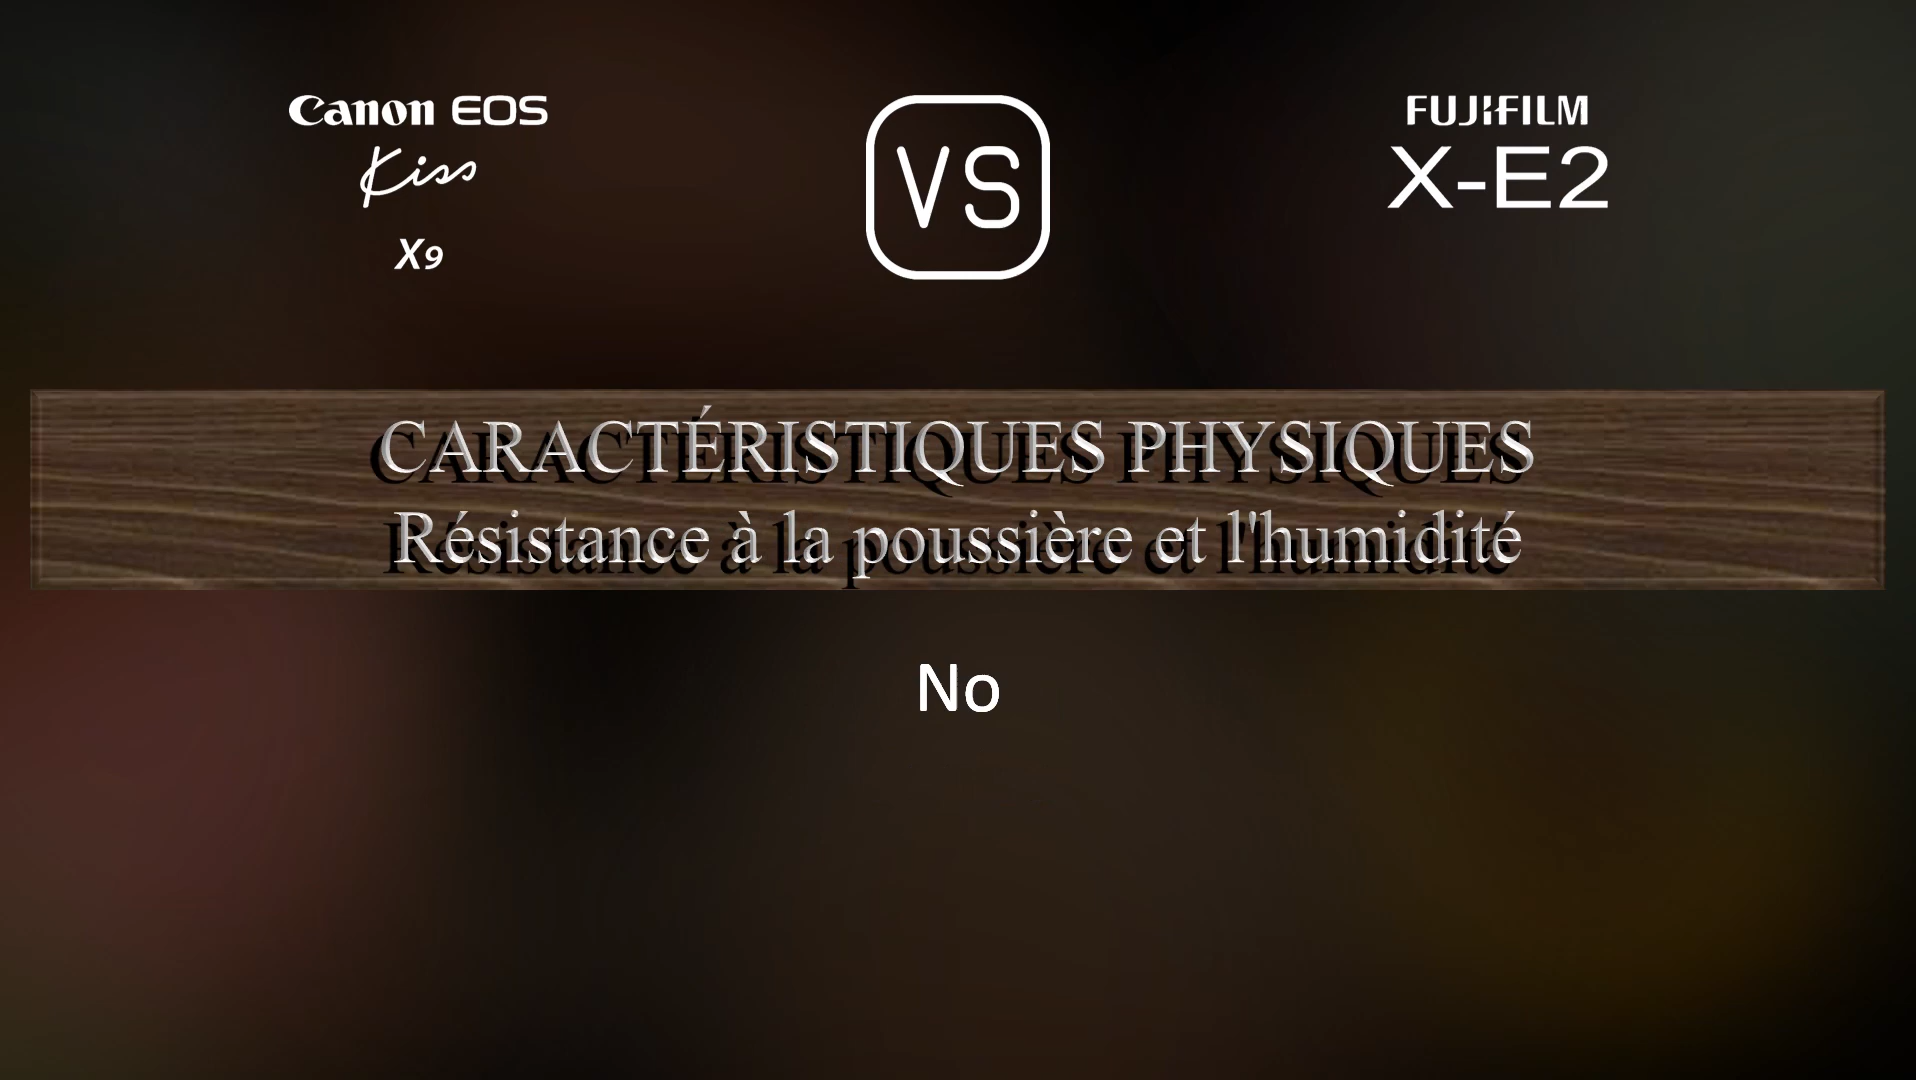 Canon EOS
Kiss
X9
VS
FUJIFILM
X-E2
CARACTÉRISTIQUES PHYSIQUES
Résistance à la poussière et l'humidité
No